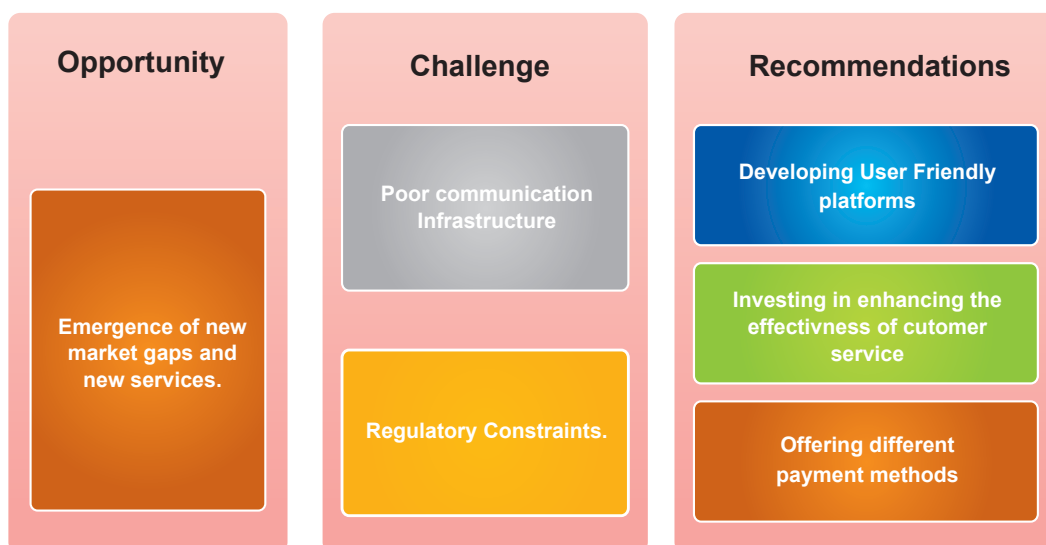 Opportunity
Emergence of new
market gaps and
new services.
Challenge
Poor communication
Infrastructure
Regulatory Constraints.
Recommendations
Developing User Friendly
platforms
Investing in enhancing the
effectivness of cutomer
service
Offering different
payment methods